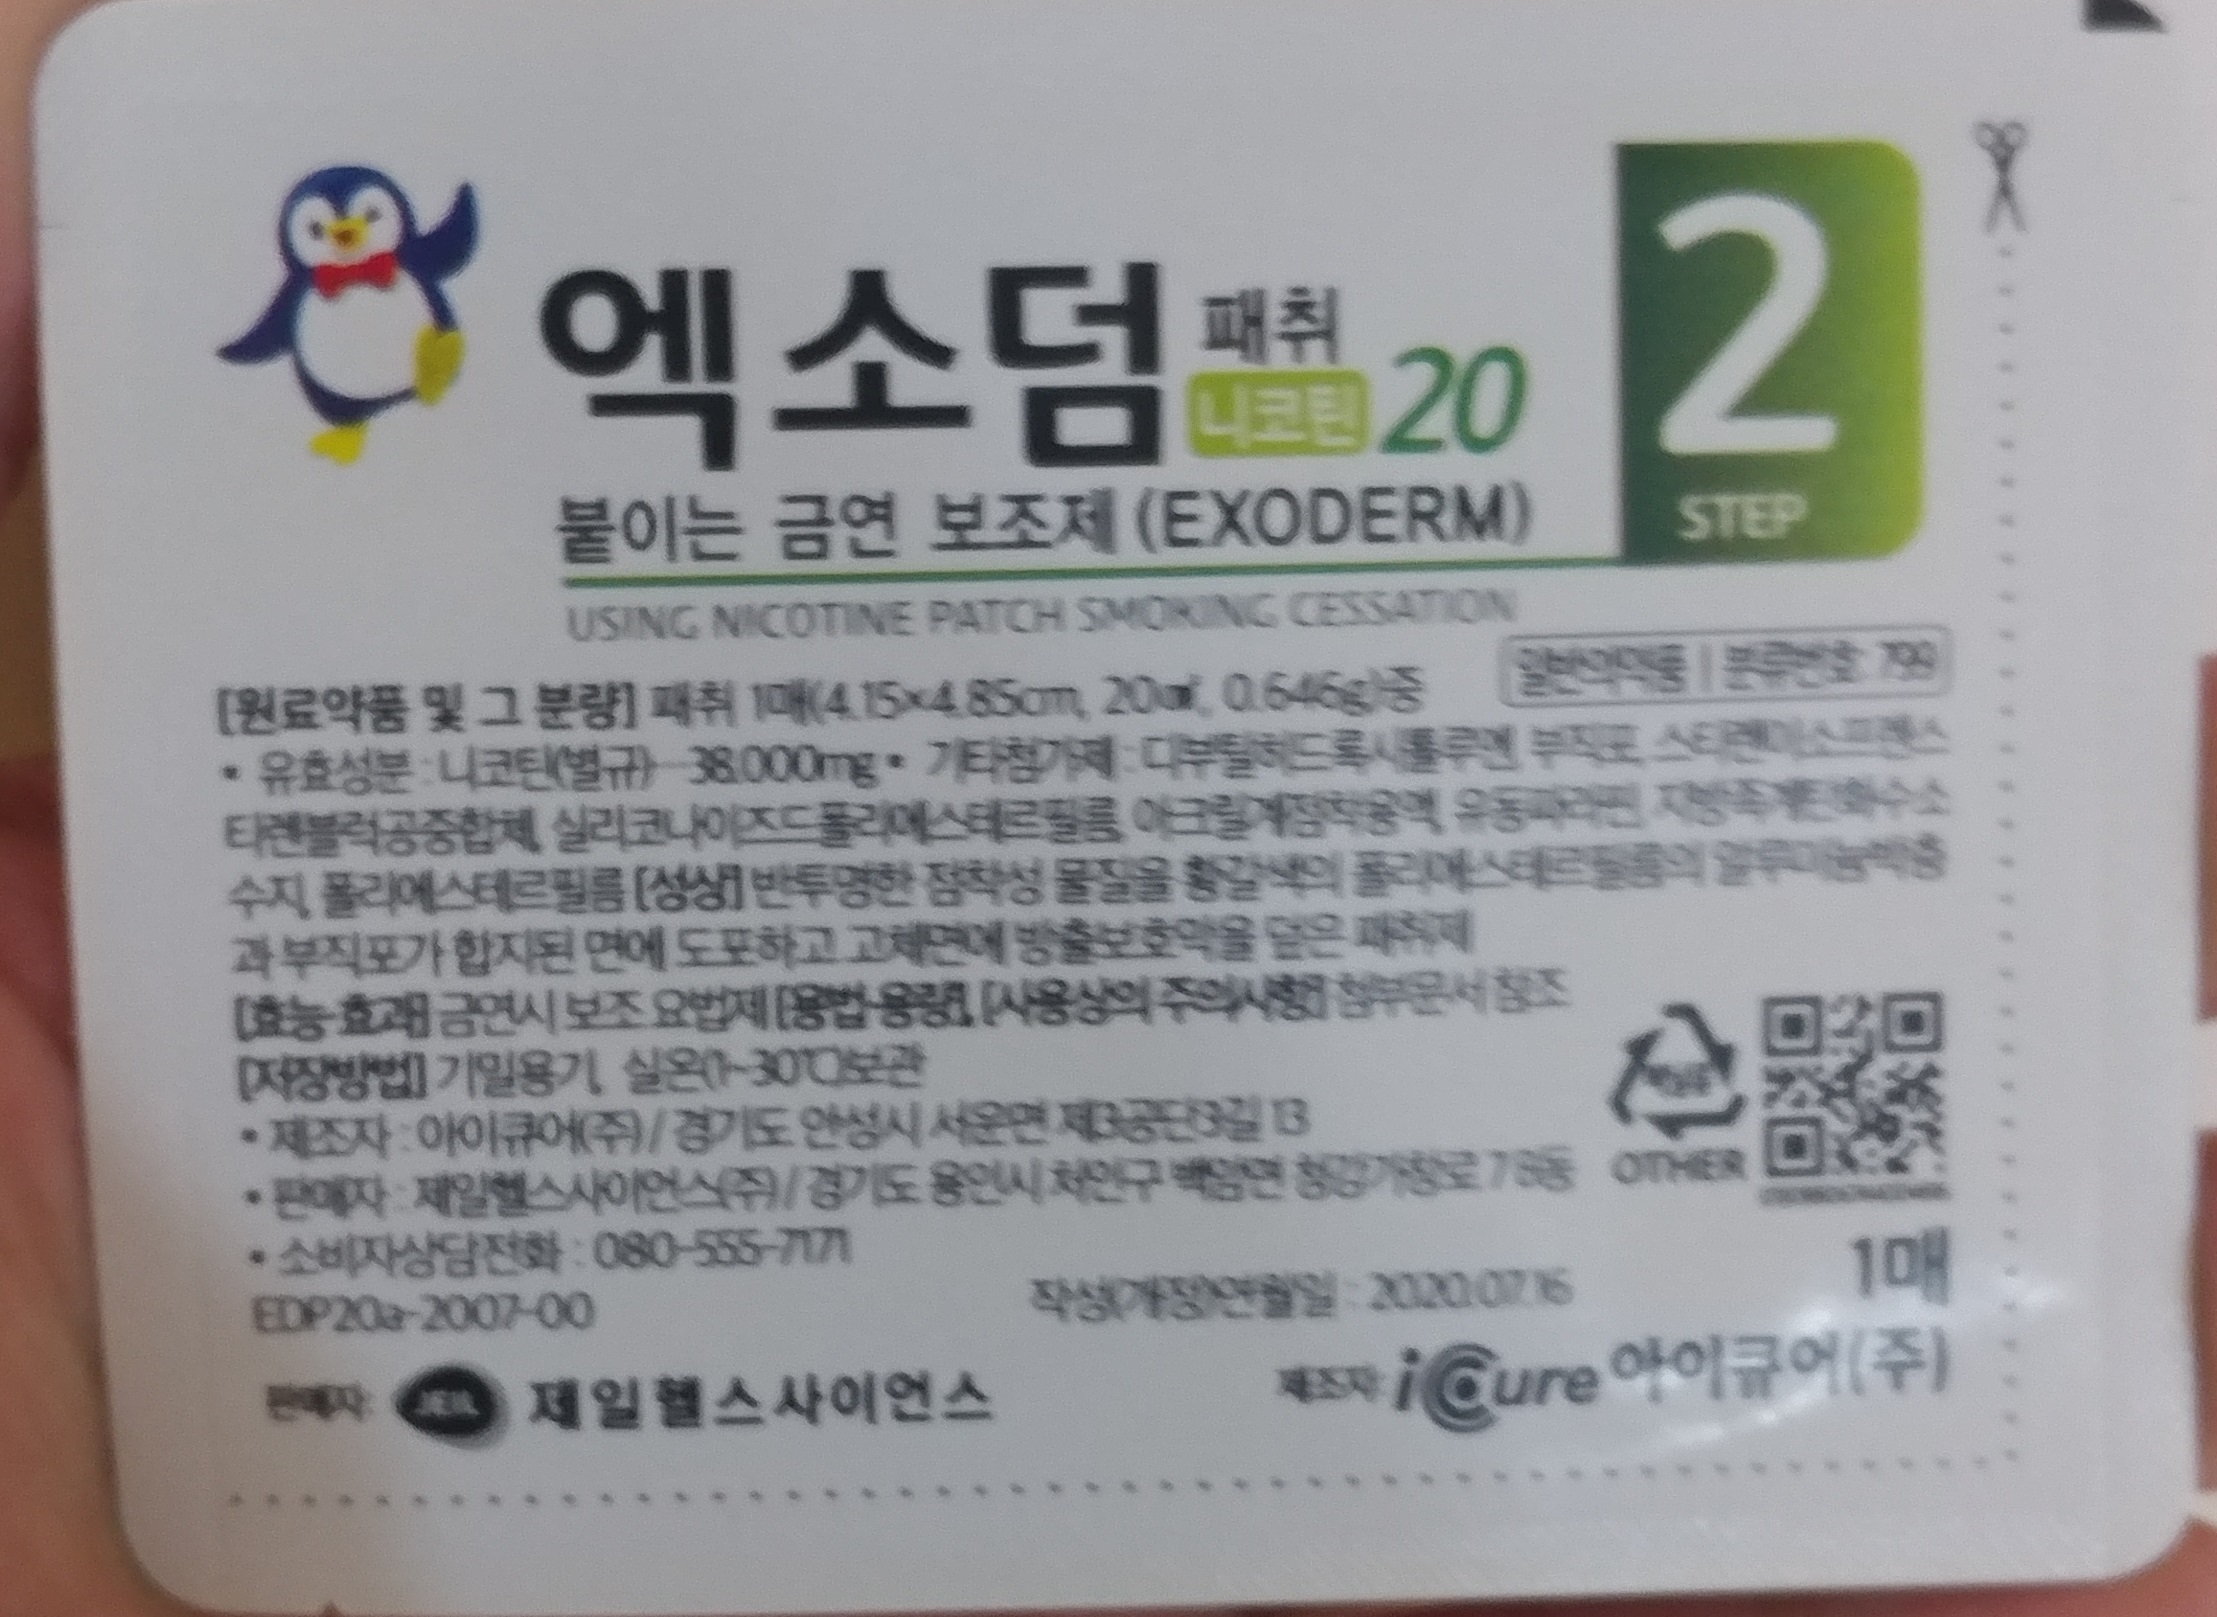 엑소덤 패취
니코틴 20
2
STEP
붙이는 금연 보조제 (EXODERM)
USING NICOTINE PATCH SMOKING CESSATION
일반의약품 | 분류번호 799
[원료약품 및 그 분량] 패취 1매(4.15×4.85cm, 20㎠, 0.646g)중
• 유효성분 : 니코틴(별규) 38.000mg • 기타첨가제 : 디부틸히드록시톨루엔, 부직포, 스티렌이소프렌스
티렌블럭공중합체, 실리코나이즈드폴리에스테르필름, 아크릴계점착용액, 유동파라핀, 지방족계탄화수소
수지, 폴리에스테르필름 [성상] 반투명한 점착성 물질을 황갈색의 폴리에스테르필름의 알루미늄배층
과 부직포가 합지된 면에 도포하고 고체면에 방출보호막을 덮은 패취제
[효능·효과] 금연시 보조 요법제 [용법·용량], [사용상의 주의사항] 첨부문서 참조
[저장방법] 기밀용기, 실온(1~30℃)보관
• 제조자 : 아이큐어(주) / 경기도 안성시 서운면 제3공단3길 13
• 판매자 : 제일헬스사이언스(주) / 경기도 용인시 처인구 백암면 청강가창로 7 8동
OTHER
• 소비자상담전화 : 080-555-7171
1매
EDP20a-2007-00
작성(개정)연월일 : 2020.07.16
판매자: 제일헬스사이언스
제조자: iCure 아이큐어(주)